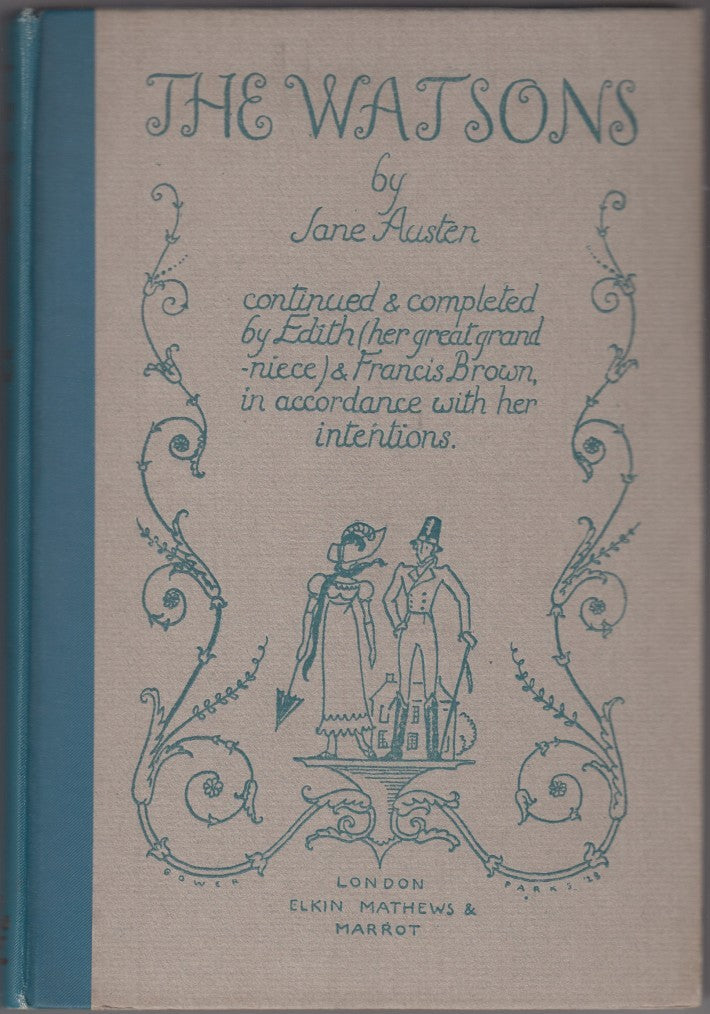 THE WATSONS
by
Jane Austen
continued & completed
by Edith (her great grand
-niece) & Francis Brown,
in accordance with her
intentions.
GOWER PARKS. '28
LONDON
ELKIN MATHEWS &
MARROT